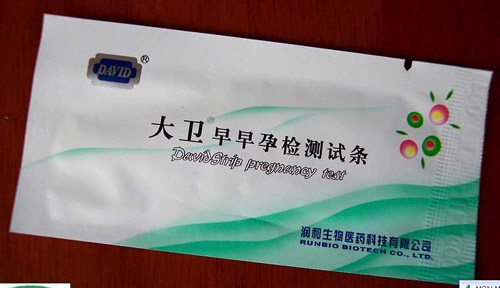 DAVID®
大卫®早早孕检测试条
DavidStrip pregnancy test
润和生物医药科技有限公司
RUNBIO BIOTECH CO., LTD.